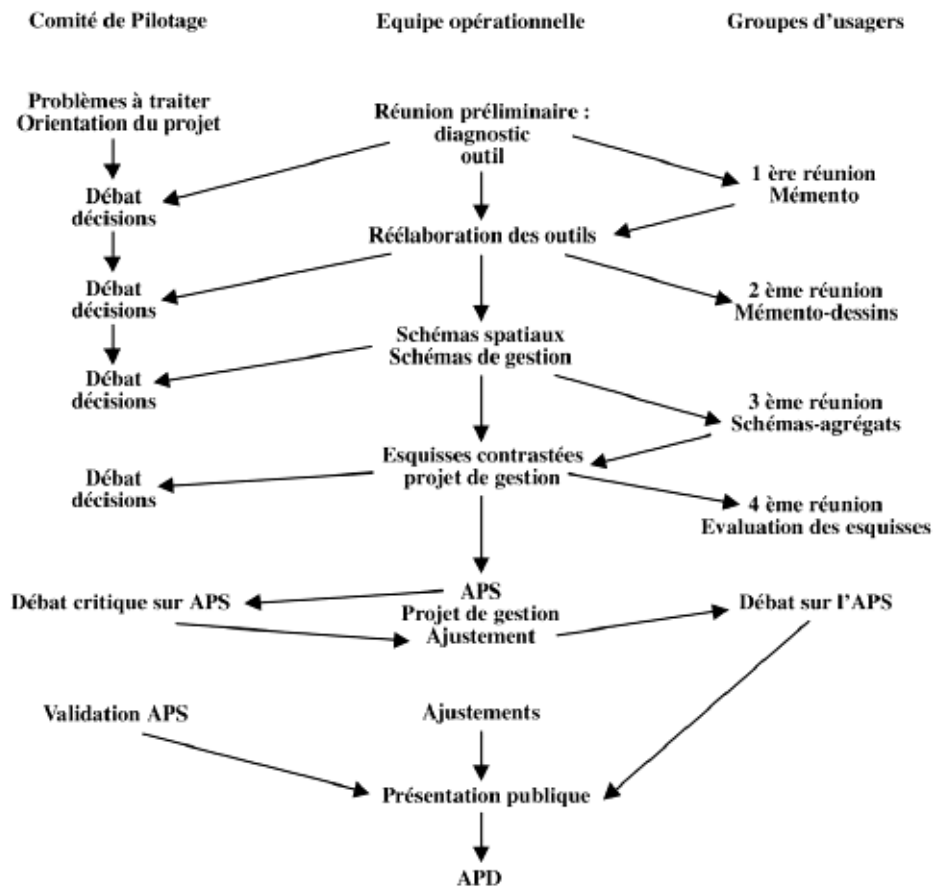 Comité de Pilotage
Equipe opérationnelle
Groupes d'usagers
Problèmes à traiter
Orientation du projet
Réunion préliminaire :
diagnostic
outil
1 ère réunion
Mémento
Débat
décisions
Réélaboration des outils
Débat
décisions
2 ème réunion
Mémento-dessins
Schémas spatiaux
Schémas de gestion
Débat
décisions
3 ème réunion
Schémas-agrégats
Esquisses contrastées
projet de gestion
Débat
décisions
4 ème réunion
Evaluation des esquisses
Débat critique sur APS
APS
Projet de gestion
Ajustement
Débat sur l'APS
Validation APS
Ajustements
Présentation publique
APD